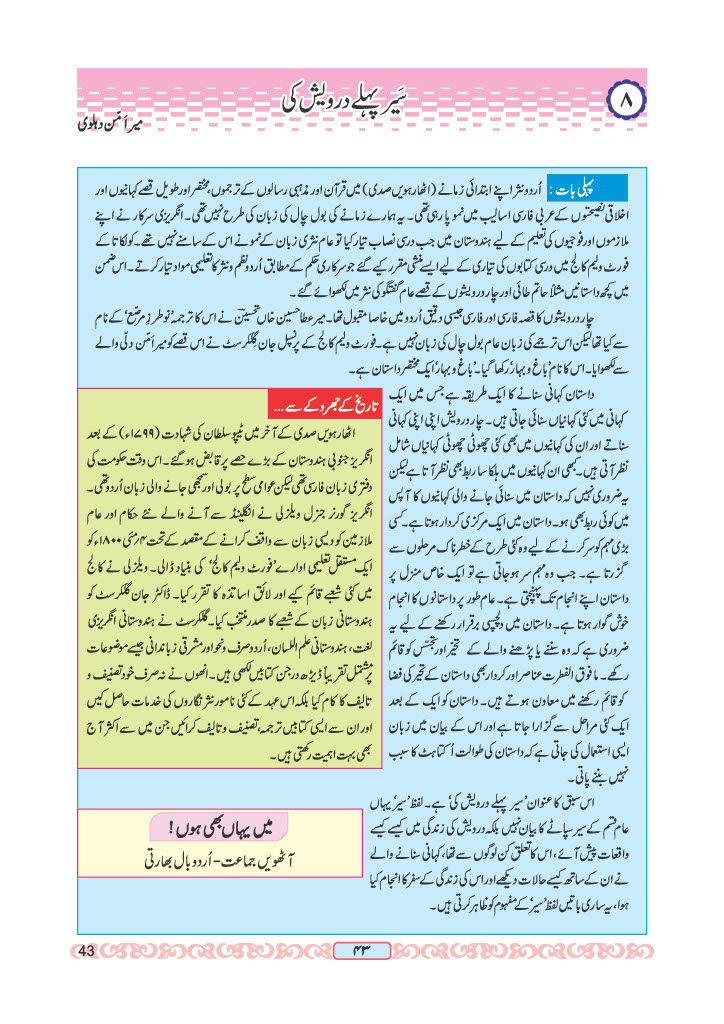 ۸
سَیر پہلے درویش کی
میر اَمّن دہلوی
پہلی بات : اُردو نثر اپنے ابتدائی زمانے (اٹھارھویں صدی) میں قرآن اور مذہبی رسالوں کے ترجموں، مختصر اور طویل قصے کہانیوں اور
اخلاقی نصیحتوں کے عربی فارسی اسالیب میں نمو پا رہی تھی۔ یہ ہمارے زمانے کی بول چال کی زبان کی طرح نہیں تھی۔ انگریزی سرکار نے اپنے
ملازموں اور فوجیوں کی تعلیم کے لیے ہندوستان میں جب درسی نصاب تیار کیا تو عام نثری زبان کے نمونے اس کے سامنے نہیں تھے۔ کولکاتا کے
فورٹ ولیم کالج میں درسی کتابوں کی تیاری کے لیے ایسے منشی مقرر کیے گئے جو سرکاری حکم کے مطابق اُردو نظم و نثر کا تعلیمی مواد تیار کرتے۔ اس ضمن
میں کچھ داستانیں مثلاً حاتم طائی اور چار درویشوں کے قصے عام گفتگو کی نثر میں لکھوائے گئے۔
چار درویشوں کا قصہ فارسی اور فارسی جیسی دقیق اُردو میں خاصا مقبول تھا۔ میر عطا حسین خاں تحسینؔ نے اس کا ترجمہ 'نو طرزِ مرصّع' کے نام
سے کیا تھا لیکن اس ترجمے کی زبان عام بول چال کی زبان نہیں ہے۔ فورٹ ولیم کالج کے پرنسپل جان گلکرسٹ نے اس قصے کو میر اَمّن دلّی والے
سے لکھوایا۔ اس کا نام 'باغ و بہار' رکھا گیا۔ 'باغ و بہار' ایک مختصر داستان ہے۔
داستان کہانی سنانے کا ایک طریقہ ہے جس میں ایک
کہانی میں کئی کہانیاں سنائی جاتی ہیں۔ چار درویش اپنی اپنی کہانی
سناتے اور ان کی کہانیوں میں بھی کئی چھوٹی چھوٹی کہانیاں شامل
نظر آتی ہیں۔ کبھی ان کہانیوں میں ہلکا سا ربط بھی نظر آتا ہے لیکن
یہ ضروری نہیں کہ داستان میں سنائی جانے والی کہانیوں کا آپس
میں کوئی ربط بھی ہو۔ داستان میں ایک مرکزی کردار ہوتا ہے۔ کسی
بڑی مہم کو سر کرنے کے لیے وہ کئی طرح کے خطرناک مرحلوں سے
گزرتا ہے۔ جب وہ مہم سر ہو جاتی ہے تو ایک خاص منزل پر
داستان اپنے انجام تک پہنچتی ہے۔ عام طور پر داستانوں کا انجام
خوش گوار ہوتا ہے۔ داستان میں دلچسپی برقرار رکھنے کے لیے یہ
ضروری ہے کہ وہ سننے یا پڑھنے والے کے تحیّر اور تجسّس کو قائم
رکھے۔ مافوق الفطرت عناصر اور کردار بھی داستان کے تحیر کی فضا
کو قائم رکھنے میں معاون ہوتے ہیں۔ داستان کو ایک کے بعد
ایک کئی مراحل سے گزارا جاتا ہے اور اس کے بیان میں زبان
ایسی استعمال کی جاتی ہے کہ داستان کی طوالت اُکتاہٹ کا سبب
نہیں بننے پاتی۔
اس سبق کا عنوان 'سیر پہلے درویش کی' ہے۔ لفظ 'سیر' یہاں
عام قسم کے سیر سپاٹے کا بیان نہیں بلکہ درویش کی زندگی میں کیسے کیسے
واقعات پیش آئے، اس کا تعلق کن لوگوں سے تھا، کہانی سنانے والے
نے ان کے ساتھ کیسے حالات دیکھے اور اس کی زندگی کے سفر کا انجام کیا
ہوا، یہ ساری باتیں لفظ 'سیر' کے مفہوم کو ظاہر کرتی ہیں۔
تاریخ کے جھروکے سے ...
اٹھارھویں صدی کے آخر میں ٹیپو سلطان کی شہادت (۱۷۹۹ء) کے بعد
انگریز جنوبی ہندوستان کے بڑے حصے پر قابض ہو گئے۔ اس وقت حکومت کی
دفتری زبان فارسی تھی لیکن عوامی سطح پر بولی اور سمجھی جانے والی زبان اُردو تھی۔
انگریز گورنر جنرل ویلزلی نے انگلینڈ سے آنے والے نئے حکام اور عام
ملازمین کو دیسی زبان سے واقف کرانے کے مقصد کے تحت ۴؍مئی ۱۸۰۰ء کو
ایک مستقل تعلیمی ادارے 'فورٹ ولیم کالج' کی بنیاد ڈالی۔ ویلزلی نے کالج
میں کئی شعبے قائم کیے اور لائق اساتذہ کا تقرر کیا۔ ڈاکٹر جان گلکرسٹ کو
ہندوستانی زبان کے شعبے کا صدر منتخب کیا۔ گلکرسٹ نے ہندوستانی انگریزی
لغت، ہندوستانی علم اللسان، اُردو صرف و نحو اور مشرقی زباندانی جیسے موضوعات
پر مشتمل تقریباً ڈیڑھ درجن کتابیں لکھی ہیں۔ انھوں نے نہ صرف خود تصنیف و
تالیف کا کام کیا بلکہ اس عہد کے کئی نامور نثر نگاروں کی خدمات حاصل کیں
اور ان سے ایسی کتابیں ترجمہ، تصنیف و تالیف کرائیں جن میں سے اکثر آج
بھی بہت اہمیت رکھتی ہیں۔
میں یہاں بھی ہوں !
آٹھویں جماعت - اُردو بال بھارتی
۴۳
43